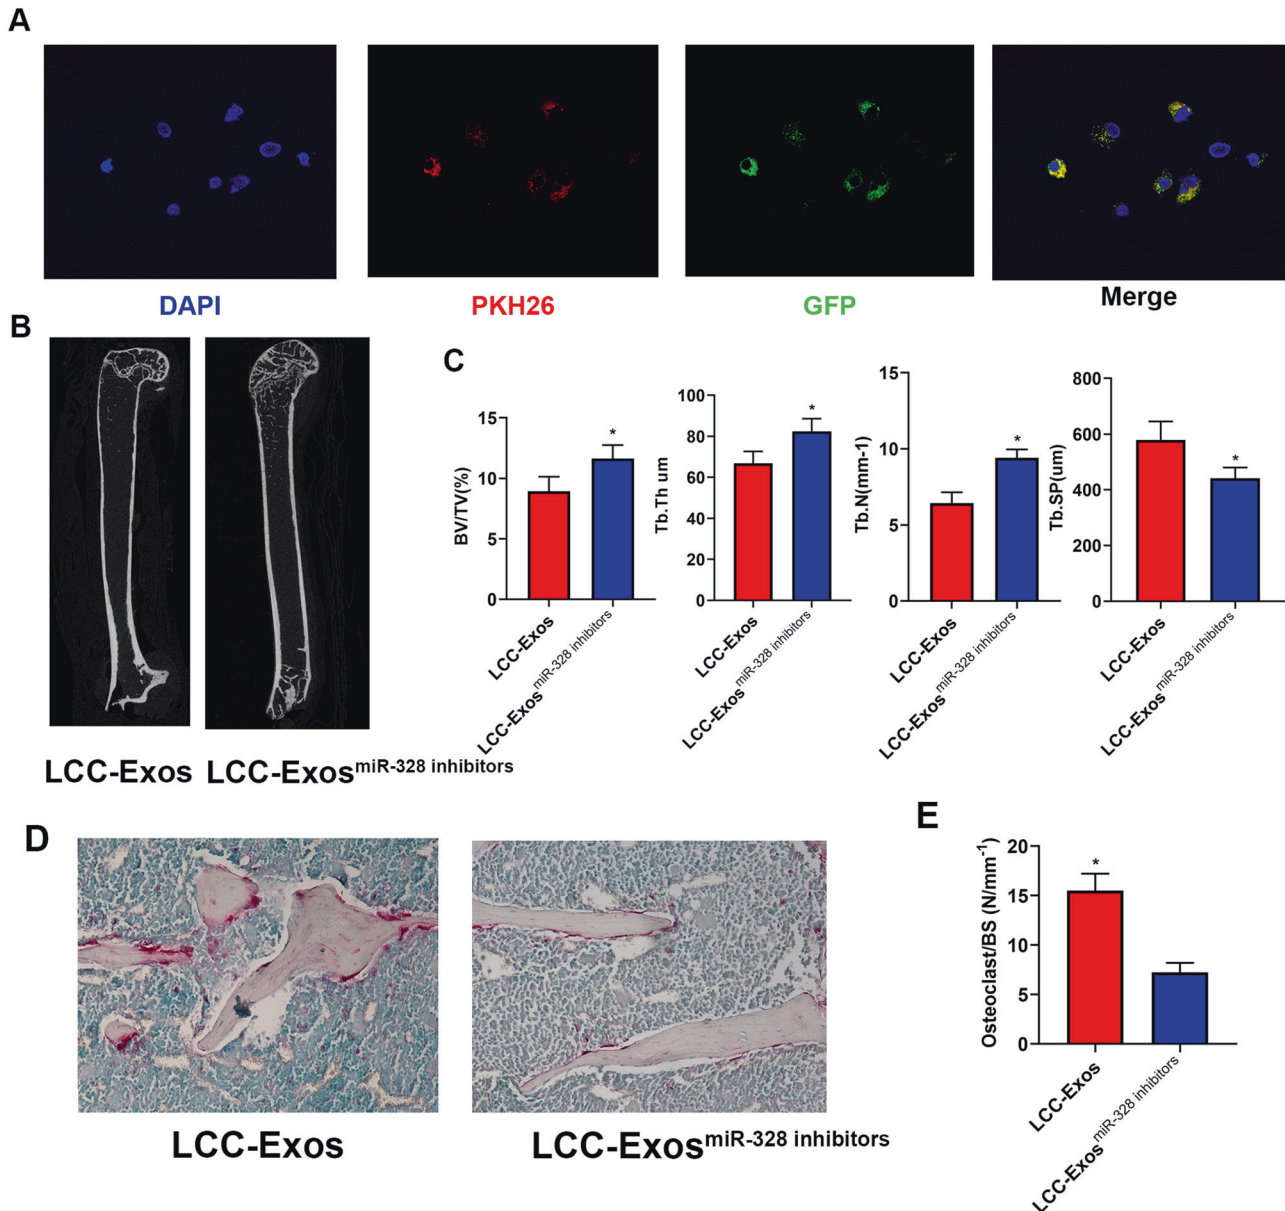 A
DAPI
PKH26
GFP
Merge
B
LCC-Exos
LCC-Exos miR-328 inhibitors
C
BV/TV(%)
15
10
5
0
LCC-Exos
LCC-Exos miR-328 inhibitors
Tb.Th um
100
80
60
40
20
0
LCC-Exos
LCC-Exos miR-328 inhibitors
Tb.N(mm-1)
15
10
5
0
LCC-Exos
LCC-Exos miR-328 inhibitors
Tb.SP(um)
800
600
400
200
0
LCC-Exos
LCC-Exos miR-328 inhibitors
*
*
*
*
D
LCC-Exos
LCC-Exos miR-328 inhibitors
E
Osteoclast/BS (N/mm-1)
20
15
10
5
0
*
LCC-Exos
LCC-Exos miR-328 inhibitors